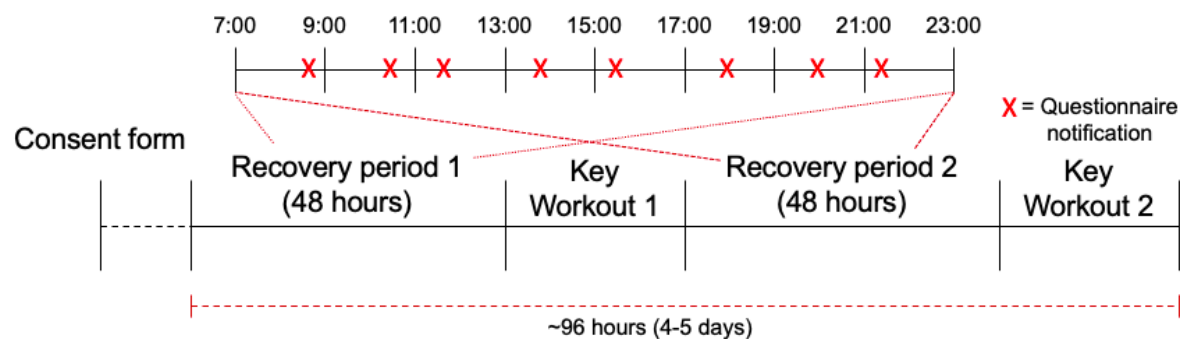 7:00 9:00 11:00 13:00 15:00 17:00 19:00 21:00 23:00
X X X X X X X X
X = Questionnaire
notification
Consent form
Recovery period 1
(48 hours)
Key
Workout 1
Recovery period 2
(48 hours)
Key
Workout 2
~96 hours (4-5 days)